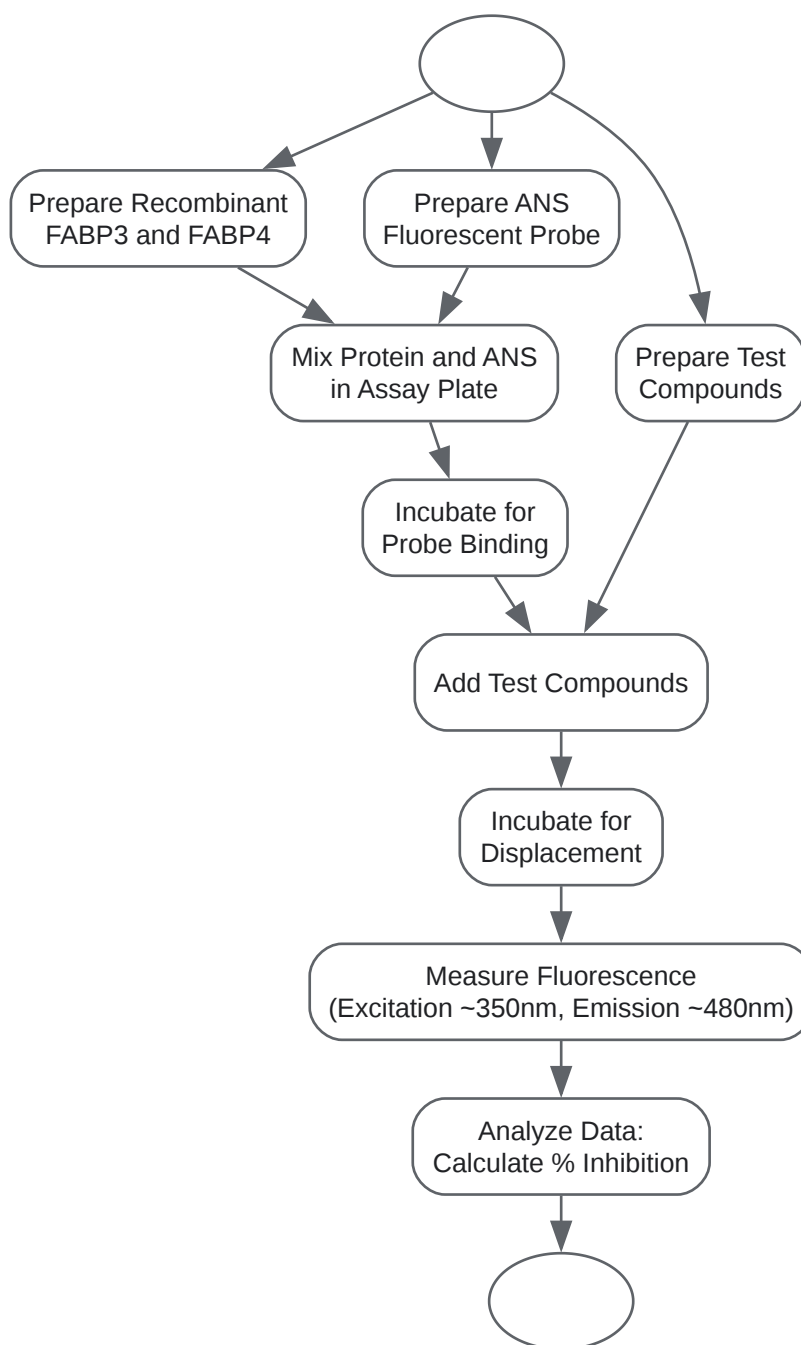 Prepare Recombinant
FABP3 and FABP4
Prepare ANS
Fluorescent Probe
Mix Protein and ANS
in Assay Plate
Prepare Test
Compounds
Incubate for
Probe Binding
Add Test Compounds
Incubate for
Displacement
Measure Fluorescence
(Excitation ~350nm, Emission ~480nm)
Analyze Data:
Calculate % Inhibition